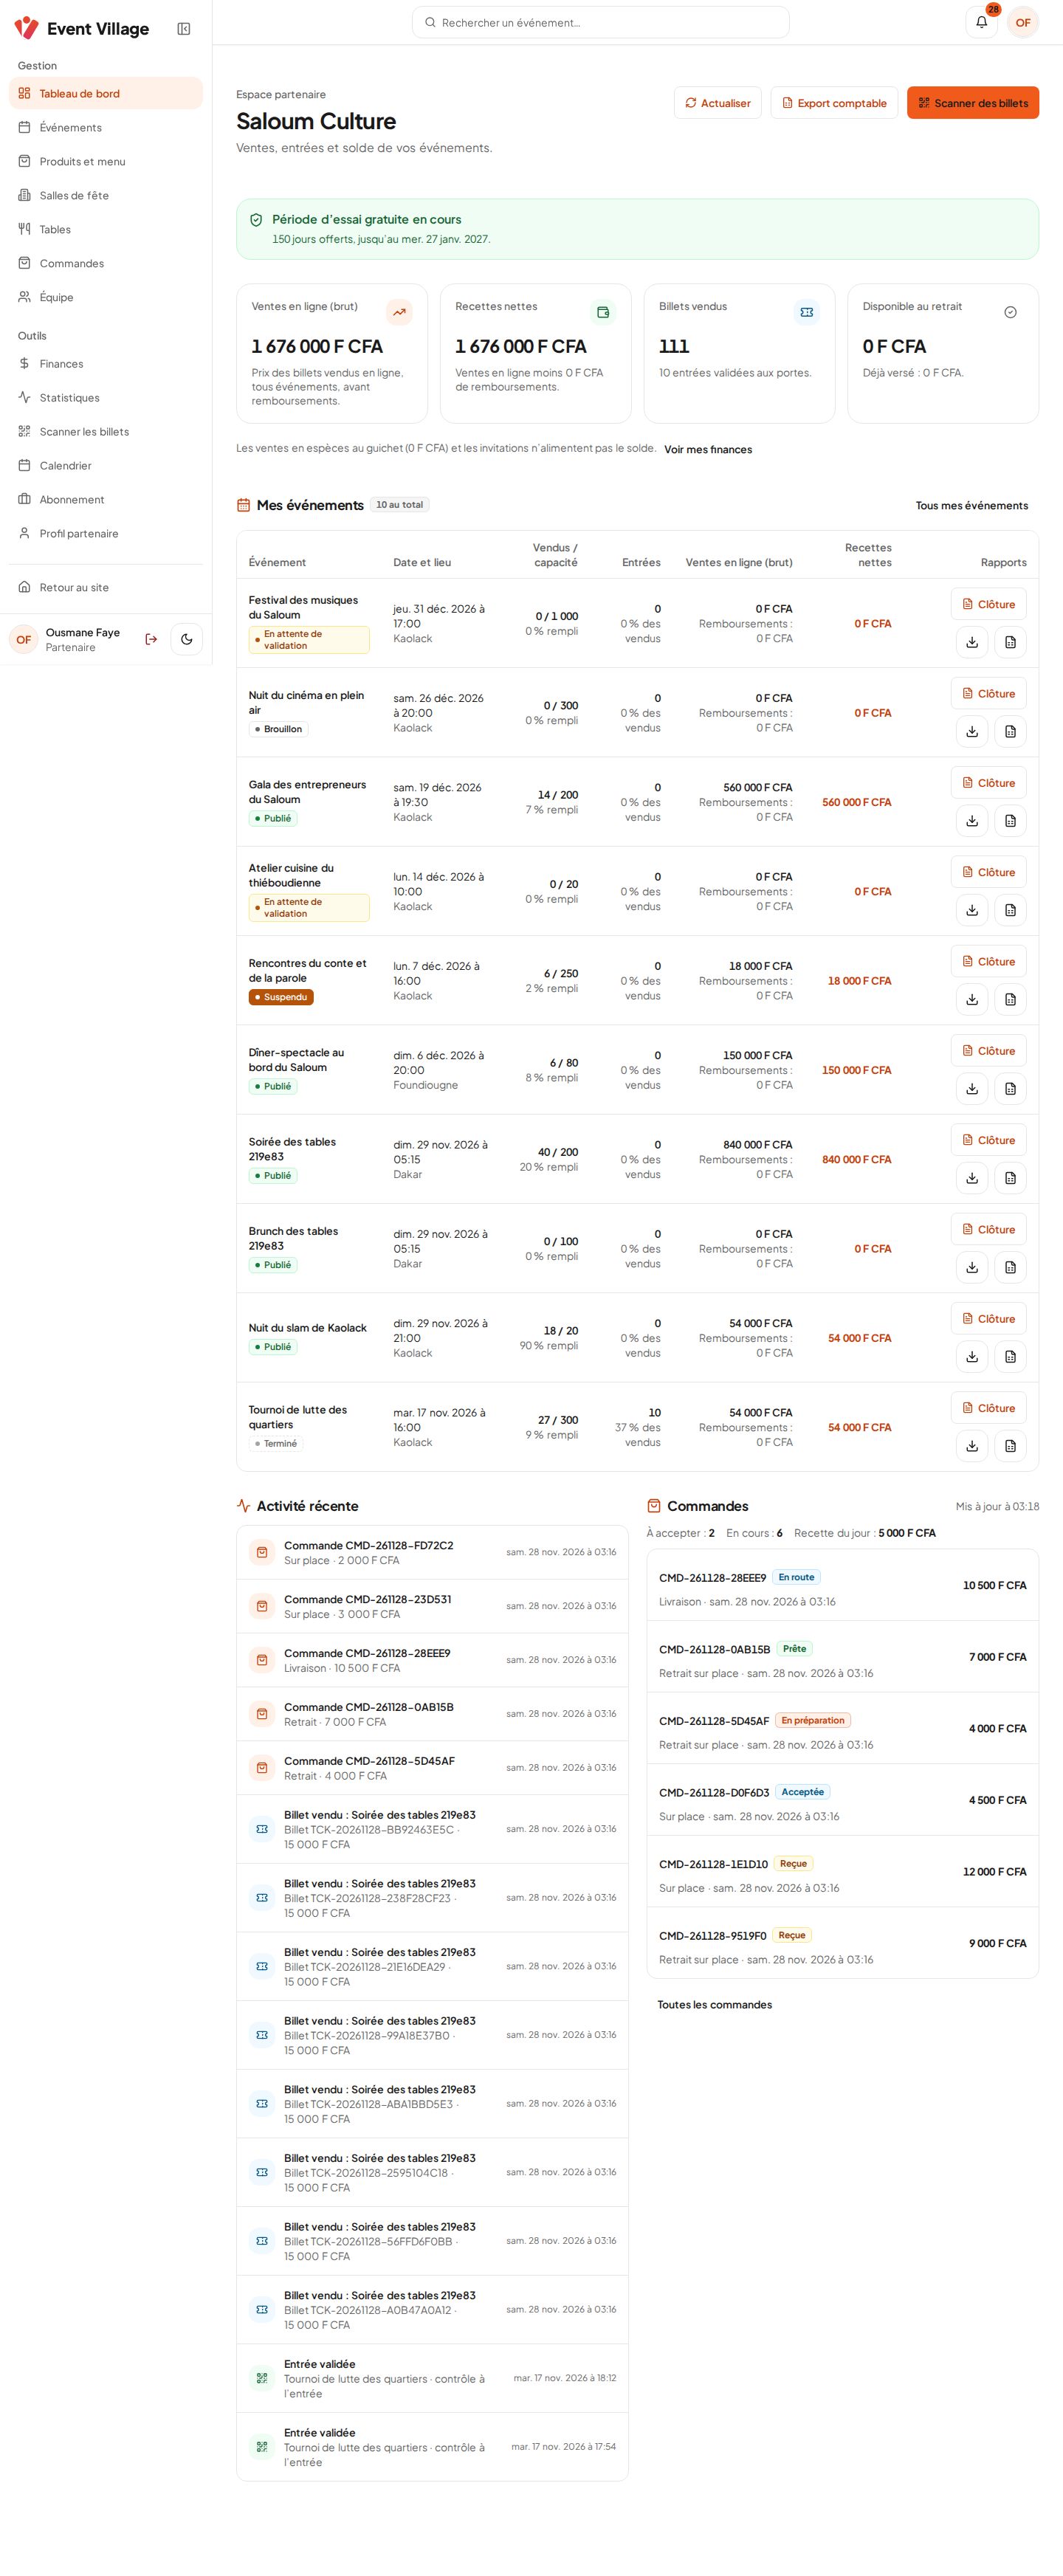 Event Village
Rechercher un événement…
28
OF
Gestion
Tableau de bord
Événements
Produits et menu
Salles de fête
Tables
Commandes
Équipe
Outils
Finances
Statistiques
Scanner les billets
Calendrier
Abonnement
Profil partenaire
Retour au site
OF
Ousmane Faye
Partenaire
Espace partenaire
Saloum Culture
Ventes, entrées et solde de vos événements.
Actualiser
Export comptable
Scanner des billets
Période d’essai gratuite en cours
150 jours offerts, jusqu’au mer. 27 janv. 2027.
Ventes en ligne (brut)
1 676 000 F CFA
Prix des billets vendus en ligne,
tous événements, avant
remboursements.
Recettes nettes
1 676 000 F CFA
Ventes en ligne moins 0 F CFA
de remboursements.
Billets vendus
111
10 entrées validées aux portes.
Disponible au retrait
0 F CFA
Déjà versé : 0 F CFA.
Les ventes en espèces au guichet (0 F CFA) et les invitations n’alimentent pas le solde. Voir mes finances
Mes événements 10 au total
Tous mes événements
Événement
Date et lieu
Vendus /
capacité
Entrées
Ventes en ligne (brut)
Recettes
nettes
Rapports
Festival des musiques
du Saloum
En attente de
validation
jeu. 31 déc. 2026 à
17:00
Kaolack
0 / 1 000
0 % rempli
0
0 % des
vendus
0 F CFA
Remboursements :
0 F CFA
0 F CFA
Clôture
Nuit du cinéma en plein
air
Brouillon
sam. 26 déc. 2026
à 20:00
Kaolack
0 / 300
0 % rempli
0
0 % des
vendus
0 F CFA
Remboursements :
0 F CFA
0 F CFA
Clôture
Gala des entrepreneurs
du Saloum
Publié
sam. 19 déc. 2026
à 19:30
Kaolack
14 / 200
7 % rempli
0
0 % des
vendus
560 000 F CFA
Remboursements :
0 F CFA
560 000 F CFA
Clôture
Atelier cuisine du
thiéboudienne
En attente de
validation
lun. 14 déc. 2026 à
10:00
Kaolack
0 / 20
0 % rempli
0
0 % des
vendus
0 F CFA
Remboursements :
0 F CFA
0 F CFA
Clôture
Rencontres du conte et
de la parole
Suspendu
lun. 7 déc. 2026 à
16:00
Kaolack
6 / 250
2 % rempli
0
0 % des
vendus
18 000 F CFA
Remboursements :
0 F CFA
18 000 F CFA
Clôture
Dîner-spectacle au
bord du Saloum
Publié
dim. 6 déc. 2026 à
20:00
Foundiougne
6 / 80
8 % rempli
0
0 % des
vendus
150 000 F CFA
Remboursements :
0 F CFA
150 000 F CFA
Clôture
Soirée des tables
219e83
Publié
dim. 29 nov. 2026 à
05:15
Dakar
40 / 200
20 % rempli
0
0 % des
vendus
840 000 F CFA
Remboursements :
0 F CFA
840 000 F CFA
Clôture
Brunch des tables
219e83
Publié
dim. 29 nov. 2026 à
05:15
Dakar
0 / 100
0 % rempli
0
0 % des
vendus
0 F CFA
Remboursements :
0 F CFA
0 F CFA
Clôture
Nuit du slam de Kaolack
Publié
dim. 29 nov. 2026 à
21:00
Kaolack
18 / 20
90 % rempli
0
0 % des
vendus
54 000 F CFA
Remboursements :
0 F CFA
54 000 F CFA
Clôture
Tournoi de lutte des
quartiers
Terminé
mar. 17 nov. 2026 à
16:00
Kaolack
27 / 300
9 % rempli
10
37 % des
vendus
54 000 F CFA
Remboursements :
0 F CFA
54 000 F CFA
Clôture
Activité récente
Commande CMD-261128-FD72C2
Sur place · 2 000 F CFA
sam. 28 nov. 2026 à 03:16
Commande CMD-261128-23D531
Sur place · 3 000 F CFA
sam. 28 nov. 2026 à 03:16
Commande CMD-261128-28EEE9
Livraison · 10 500 F CFA
sam. 28 nov. 2026 à 03:16
Commande CMD-261128-0AB15B
Retrait · 7 000 F CFA
sam. 28 nov. 2026 à 03:16
Commande CMD-261128-5D45AF
Retrait · 4 000 F CFA
sam. 28 nov. 2026 à 03:16
Billet vendu : Soirée des tables 219e83
Billet TCK-20261128-BB92463E5C ·
15 000 F CFA
sam. 28 nov. 2026 à 03:16
Billet vendu : Soirée des tables 219e83
Billet TCK-20261128-238F28CF23 ·
15 000 F CFA
sam. 28 nov. 2026 à 03:16
Billet vendu : Soirée des tables 219e83
Billet TCK-20261128-21E16DEA29 ·
15 000 F CFA
sam. 28 nov. 2026 à 03:16
Billet vendu : Soirée des tables 219e83
Billet TCK-20261128-99A18E37B0 ·
15 000 F CFA
sam. 28 nov. 2026 à 03:16
Billet vendu : Soirée des tables 219e83
Billet TCK-20261128-ABA1BBD5E3 ·
15 000 F CFA
sam. 28 nov. 2026 à 03:16
Billet vendu : Soirée des tables 219e83
Billet TCK-20261128-2595104C18 ·
15 000 F CFA
sam. 28 nov. 2026 à 03:16
Billet vendu : Soirée des tables 219e83
Billet TCK-20261128-56FFD6F0BB ·
15 000 F CFA
sam. 28 nov. 2026 à 03:16
Billet vendu : Soirée des tables 219e83
Billet TCK-20261128-A0B47A0A12 ·
15 000 F CFA
sam. 28 nov. 2026 à 03:16
Entrée validée
Tournoi de lutte des quartiers · contrôle à
l’entrée
mar. 17 nov. 2026 à 18:12
Entrée validée
Tournoi de lutte des quartiers · contrôle à
l’entrée
mar. 17 nov. 2026 à 17:54
Commandes
Mis à jour à 03:18
À accepter : 2 En cours : 6 Recette du jour : 5 000 F CFA
CMD-261128-28EEE9 En route
Livraison · sam. 28 nov. 2026 à 03:16
10 500 F CFA
CMD-261128-0AB15B Prête
Retrait sur place · sam. 28 nov. 2026 à 03:16
7 000 F CFA
CMD-261128-5D45AF En préparation
Retrait sur place · sam. 28 nov. 2026 à 03:16
4 000 F CFA
CMD-261128-D0F6D3 Acceptée
Sur place · sam. 28 nov. 2026 à 03:16
4 500 F CFA
CMD-261128-1E1D10 Reçue
Sur place · sam. 28 nov. 2026 à 03:16
12 000 F CFA
CMD-261128-9519F0 Reçue
Retrait sur place · sam. 28 nov. 2026 à 03:16
9 000 F CFA
Toutes les commandes